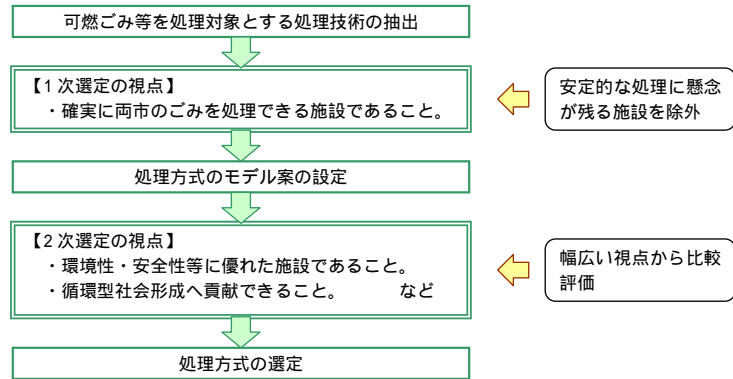 可燃ごみ等を処理対象とする処理技術の抽出
【1次選定の視点】
・確実に両市のごみを処理できる施設であること。
安定的な処理に懸念
が残る施設を除外
処理方式のモデル案の設定
【2次選定の視点】
・環境性・安全性等に優れた施設であること。
・循環型社会形成へ貢献できること。 など
幅広い視点から比較
評価
処理方式の選定